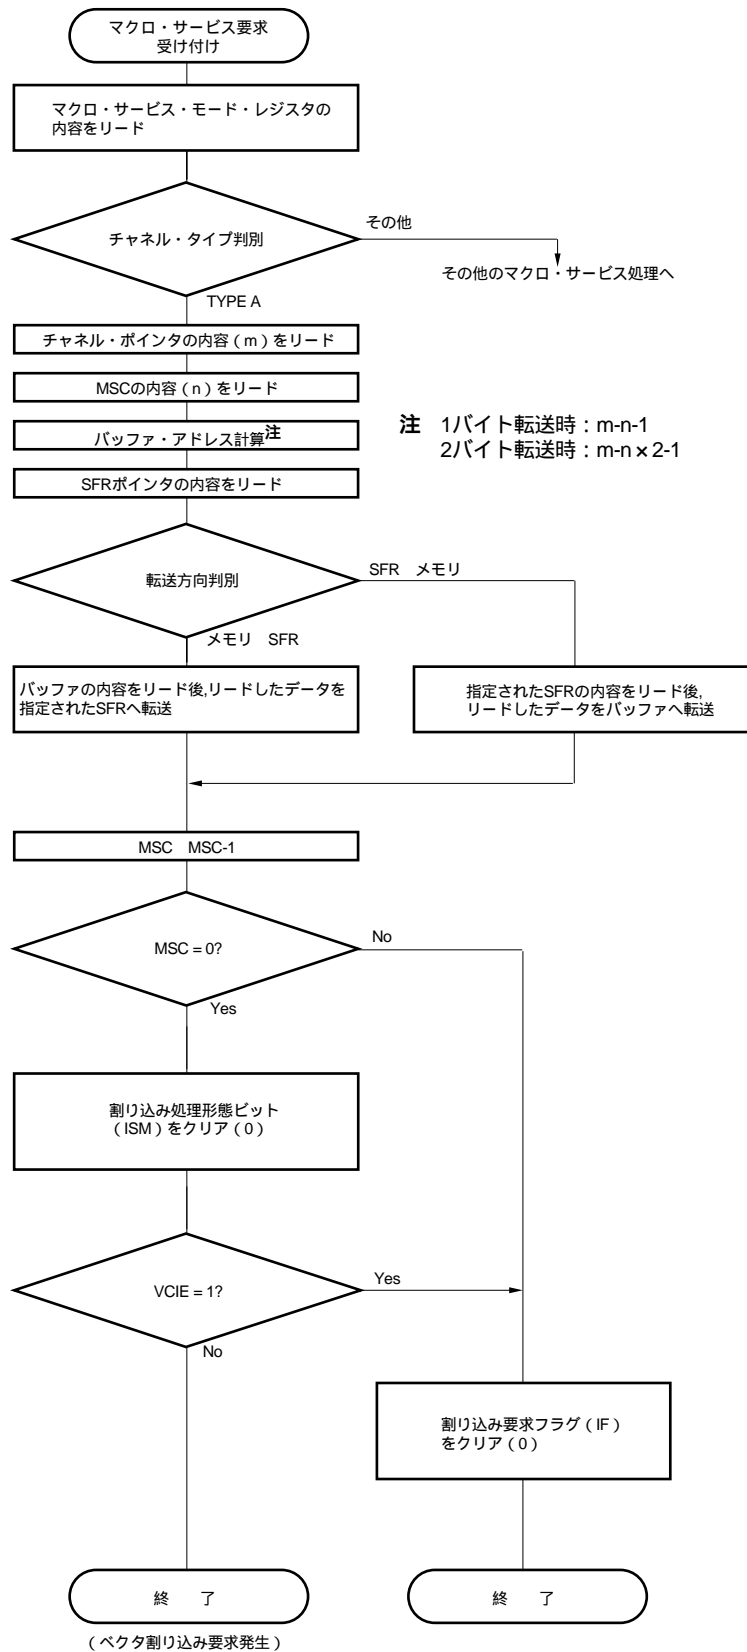 マクロ・サービス要求
受け付け
マクロ・サービス・モード・レジスタの
内容をリード
チャネル・タイプ判別
その他
その他のマクロ・サービス処理へ
TYPE A
チャネル・ポインタの内容（m）をリード
MSCの内容（n）をリード
バッファ・アドレス計算注
注 1バイト転送時：m-n-1
2バイト転送時：m-n×2-1
SFRポインタの内容をリード
転送方向判別
SFR メモリ
メモリ SFR
バッファの内容をリード後,リードしたデータを
指定されたSFRへ転送
指定されたSFRの内容をリード後,
リードしたデータをバッファへ転送
MSC MSC-1
MSC = 0?
No
Yes
割り込み処理形態ビット
（ISM）をクリア（0）
VCIE = 1?
Yes
No
割り込み要求フラグ（IF）
をクリア（0）
終 了
終 了
（ベクタ割り込み要求発生）